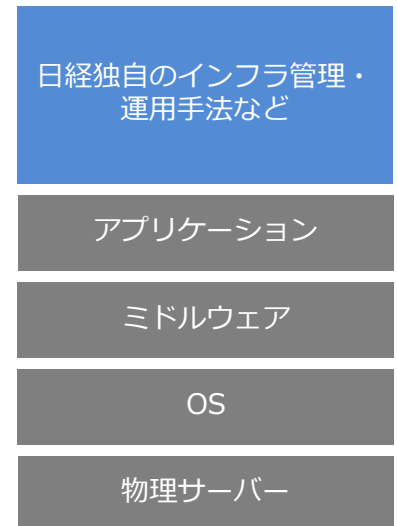 日経独自のインフラ管理・
運用手法など
アプリケーション
ミドルウェア
OS
物理サーバー